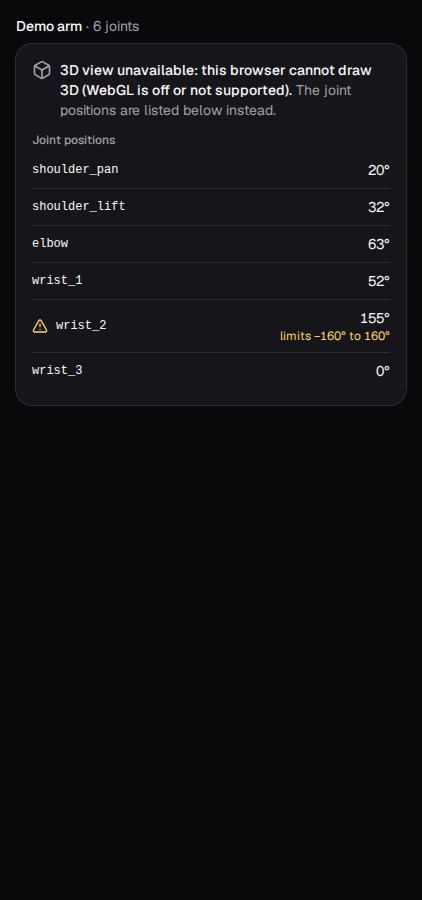 Demo arm · 6 joints
3D view unavailable: this browser cannot draw
3D (WebGL is off or not supported). The joint
positions are listed below instead.
Joint positions
shoulder_pan 20°
shoulder_lift 32°
elbow 63°
wrist_1 52°
wrist_2 155°
limits −160° to 160°
wrist_3 0°